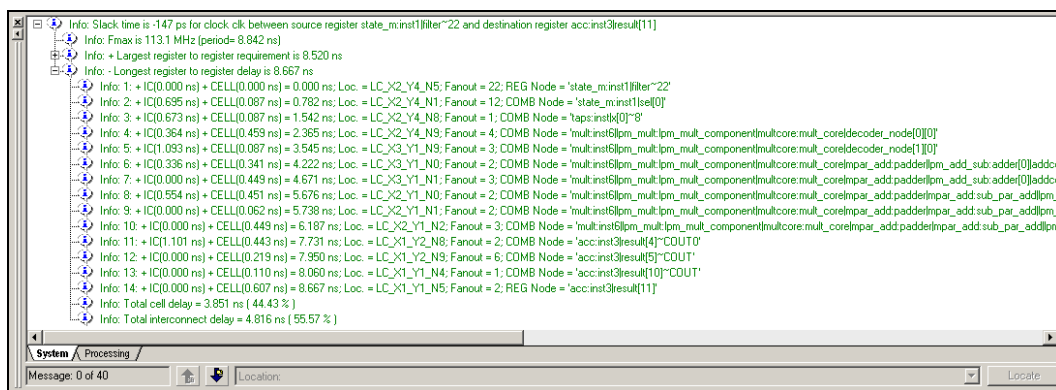 Info: Slack time is -147 ps for clock clk between source register state_m:inst1|filter~22 and destination register acc:inst3|result[11]
Info: Fmax is 113.1 MHz (period= 8.842 ns)
Info: + Largest register to register requirement is 8.520 ns
Info: - Longest register to register delay is 8.667 ns
Info: 1: + IC(0.000 ns) + CELL(0.000 ns) = 0.000 ns; Loc. = LC_X2_Y4_N5; Fanout = 22; REG Node = 'state_m:inst1|filter~22'
Info: 2: + IC(0.695 ns) + CELL(0.087 ns) = 0.782 ns; Loc. = LC_X2_Y4_N1; Fanout = 12; COMB Node = 'state_m:inst1|sel[0]'
Info: 3: + IC(0.673 ns) + CELL(0.087 ns) = 1.542 ns; Loc. = LC_X2_Y4_N8; Fanout = 1; COMB Node = 'taps:inst|x[0]~8'
Info: 4: + IC(0.364 ns) + CELL(0.459 ns) = 2.365 ns; Loc. = LC_X2_Y4_N9; Fanout = 4; COMB Node = 'mult:inst6|lpm_mult:lpm_mult_component|multcore:mult_core|decoder_node[0][0]'
Info: 5: + IC(1.093 ns) + CELL(0.087 ns) = 3.545 ns; Loc. = LC_X3_Y1_N9; Fanout = 3; COMB Node = 'mult:inst6|lpm_mult:lpm_mult_component|multcore:mult_core|decoder_node[1][0]'
Info: 6: + IC(0.336 ns) + CELL(0.341 ns) = 4.222 ns; Loc. = LC_X3_Y1_N0; Fanout = 2; COMB Node = 'mult:inst6|lpm_mult:lpm_mult_component|multcore:mult_core|mpar_add:padder|lpm_add_sub:adder[0]|addc
Info: 7: + IC(0.000 ns) + CELL(0.449 ns) = 4.671 ns; Loc. = LC_X3_Y1_N1; Fanout = 3; COMB Node = 'mult:inst6|lpm_mult:lpm_mult_component|multcore:mult_core|mpar_add:padder|lpm_add_sub:adder[0]|addc
Info: 8: + IC(0.554 ns) + CELL(0.451 ns) = 5.676 ns; Loc. = LC_X2_Y1_N0; Fanout = 2; COMB Node = 'mult:inst6|lpm_mult:lpm_mult_component|multcore:mult_core|mpar_add:padder|mpar_add:sub_par_add|lpm_
Info: 9: + IC(0.000 ns) + CELL(0.062 ns) = 5.738 ns; Loc. = LC_X2_Y1_N1; Fanout = 2; COMB Node = 'mult:inst6|lpm_mult:lpm_mult_component|multcore:mult_core|mpar_add:padder|mpar_add:sub_par_add|lpm_
Info: 10: + IC(0.000 ns) + CELL(0.449 ns) = 6.187 ns; Loc. = LC_X2_Y1_N2; Fanout = 3; COMB Node = 'mult:inst6|lpm_mult:lpm_mult_component|multcore:mult_core|mpar_add:padder|mpar_add:sub_par_add|lpm
Info: 11: + IC(1.101 ns) + CELL(0.443 ns) = 7.731 ns; Loc. = LC_X1_Y2_N8; Fanout = 2; COMB Node = 'acc:inst3|result[4]~COUT0'
Info: 12: + IC(0.000 ns) + CELL(0.219 ns) = 7.950 ns; Loc. = LC_X1_Y2_N9; Fanout = 6; COMB Node = 'acc:inst3|result[5]~COUT'
Info: 13: + IC(0.000 ns) + CELL(0.110 ns) = 8.060 ns; Loc. = LC_X1_Y1_N4; Fanout = 1; COMB Node = 'acc:inst3|result[10]~COUT'
Info: 14: + IC(0.000 ns) + CELL(0.607 ns) = 8.667 ns; Loc. = LC_X1_Y1_N5; Fanout = 2; REG Node = 'acc:inst3|result[11]'
Info: Total cell delay = 3.851 ns ( 44.43 % )
Info: Total interconnect delay = 4.816 ns ( 55.57 % )
System Processing
Message: 0 of 40 Location: Locate